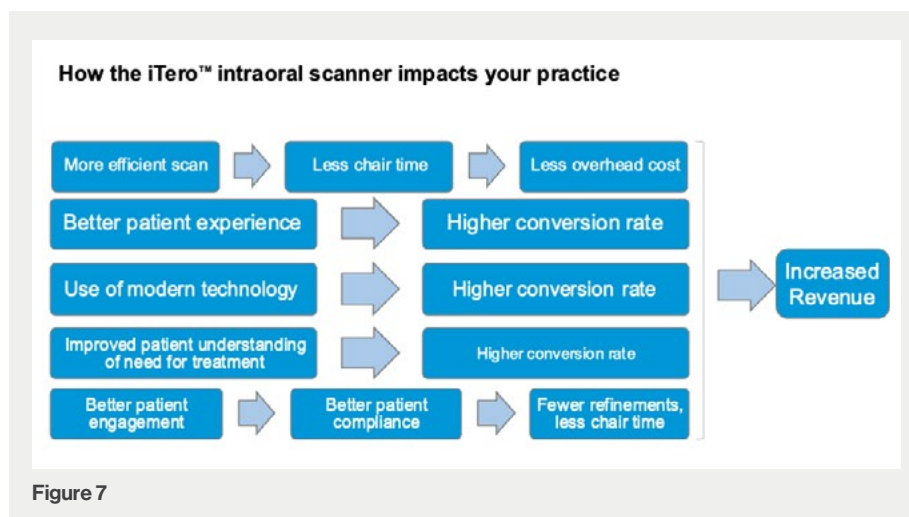 How the iTero™ intraoral scanner impacts your practice
More efficient scan
Less chair time
Less overhead cost
Better patient experience
Higher conversion rate
Use of modern technology
Higher conversion rate
Improved patient understanding
of need for treatment
Higher conversion rate
Better patient
engagement
Better patient
compliance
Fewer refinements,
less chair time
Increased
Revenue
Figure 7